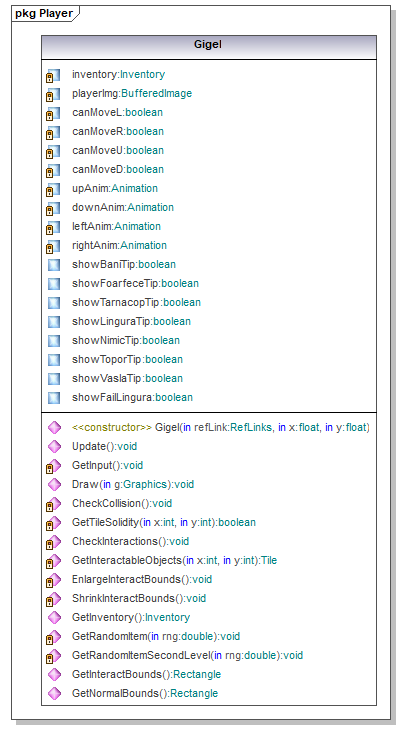 pkg Player
Gigel
inventory:Inventory
playerImg:BufferedImage
canMoveL:boolean
canMoveR:boolean
canMoveU:boolean
canMoveD:boolean
upAnim:Animation
downAnim:Animation
leftAnim:Animation
rightAnim:Animation
showBaniTip:boolean
showFoarfeceTip:boolean
showTarnacopTip:boolean
showLinguraTip:boolean
showNimicTip:boolean
showToporTip:boolean
showVaslaTip:boolean
showFailLingura:boolean
<<constructor>> Gigel(in refLink:RefLinks, in x:float, in y:float)
Update():void
GetInput():void
Draw(in g:Graphics):void
CheckCollision():void
GetTileSolidity(in x:int, in y:int):boolean
CheckInteractions():void
GetInteractableObjects(in x:int, in y:int):Tile
EnlargeInteractBounds():void
ShrinkInteractBounds():void
GetInventory():Inventory
GetRandomItem(in rng:double):void
GetRandomItemSecondLevel(in rng:double):void
GetInteractBounds():Rectangle
GetNormalBounds():Rectangle